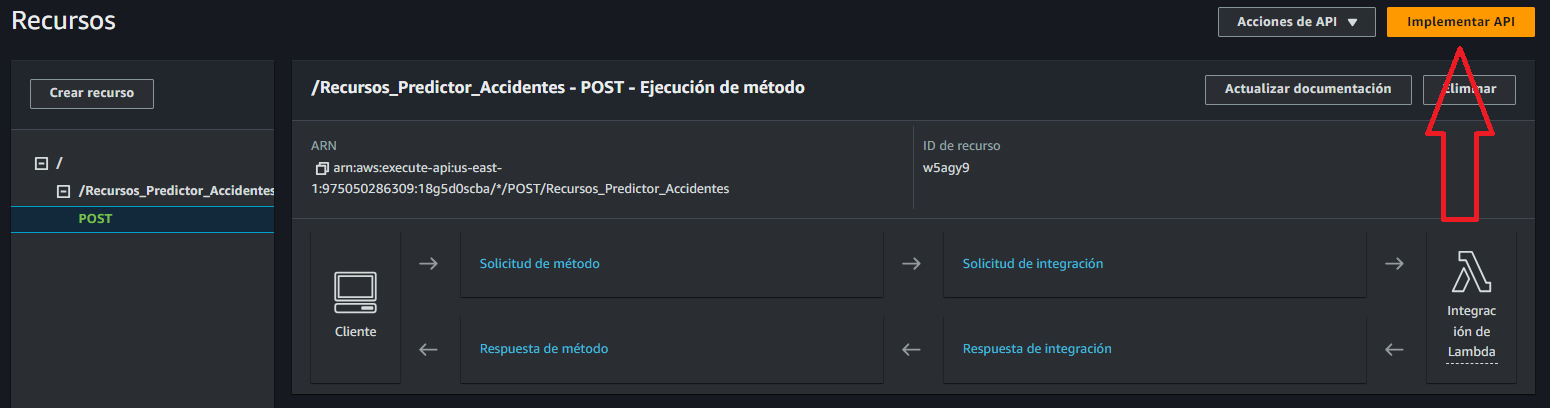 Recursos
Acciones de API
Implementar API
Crear recurso
/
/Recursos_Predictor_Accidentes
POST
/Recursos_Predictor_Accidentes - POST - Ejecución de método
Actualizar documentación
Eliminar
ARN
arn:aws:execute-api:us-east-
1:975050286309:18g5d0scba/*/POST/Recursos_Predictor_Accidentes
ID de recurso
w5agy9
Cliente
Solicitud de método
Solicitud de integración
Respuesta de método
Respuesta de integración
Integrac
ión de
Lambda